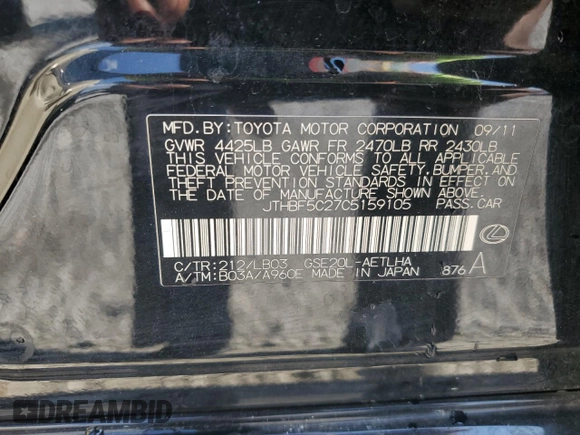 MFD. BY: TOYOTA MOTOR CORPORATION 09/11
GVWR 4425LB GAWR FR 2470LB RR 2430LB
THIS VEHICLE CONFORMS TO ALL APPLICABLE
FEDERAL MOTOR VEHICLE SAFETY, BUMPER, AND
THEFT PREVENTION STANDARDS IN EFFECT ON
THE DATE OF MANUFACTURE SHOWN ABOVE.
JTHBF5C27C5159105 PASS. CAR
C/TR: 212/LB03 GSE20L-AETLHA
A/TM: B03A/A960E MADE IN JAPAN 876 A
DREAMBID